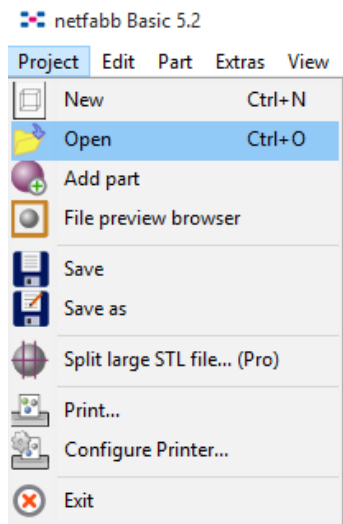 netfabb Basic 5.2
Project Edit Part Extras View
New Ctrl+N
Open Ctrl+O
Add part
File preview browser
Save
Save as
Split large STL file... (Pro)
Print...
Configure Printer...
Exit